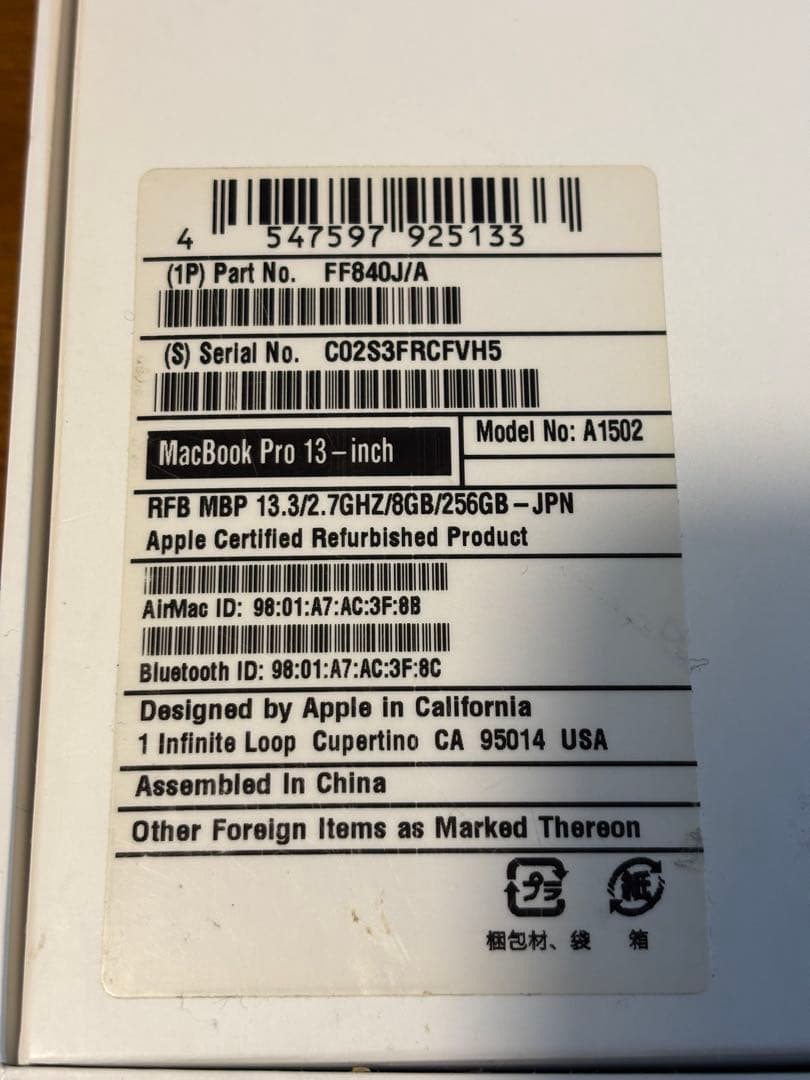 4 547597 925133
(1P) Part No. FF840J/A
(S) Serial No. C02S3FRCFVH5
MacBook Pro 13-inch
Model No: A1502
RFB MBP 13.3/2.7GHZ/8GB/256GB-JPN
Apple Certified Refurbished Product
AirMac ID: 98:01:A7:AC:3F:8B
Bluetooth ID: 98:01:A7:AC:3F:8C
Designed by Apple in California
1 Infinite Loop Cupertino CA 95014 USA
Assembled In China
Other Foreign Items as Marked Thereon
プラ 紙
梱包材、袋 箱